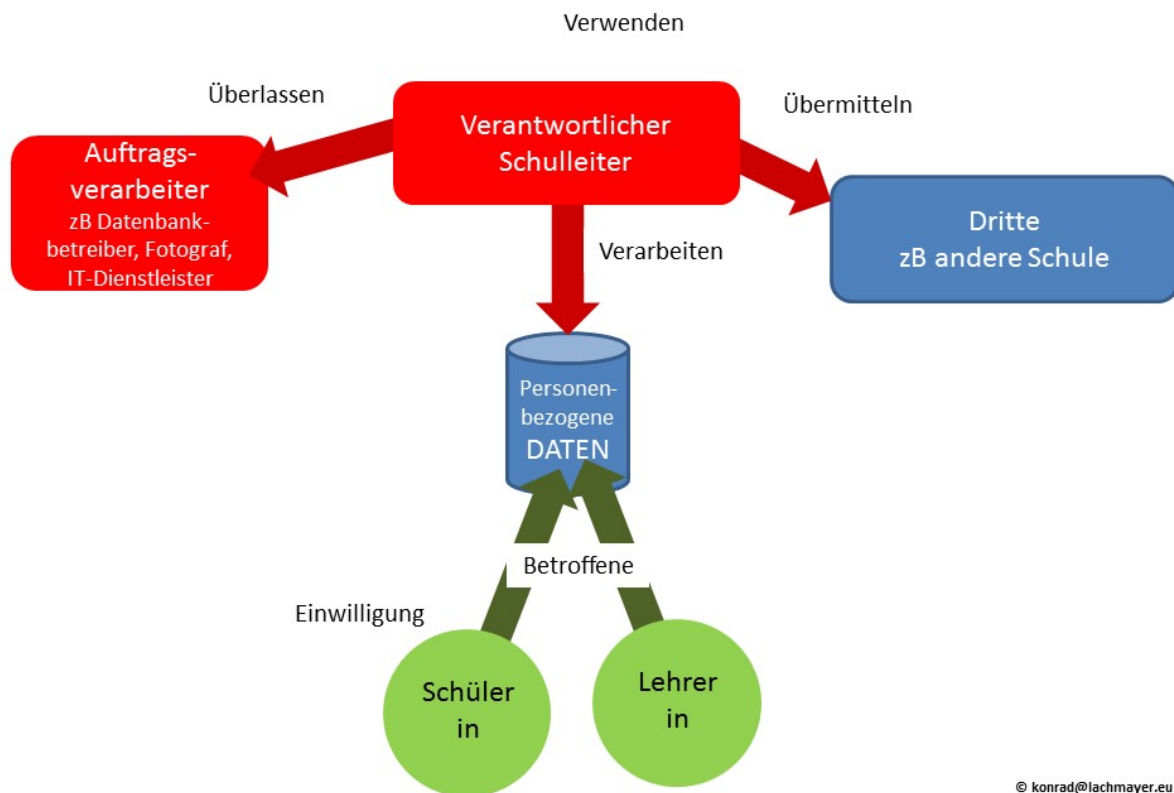 Verwenden
Überlassen
Verantwortlicher
Schulleiter
Übermitteln
Auftrags-
verarbeiter
zB Datenbank-
betreiber, Fotograf,
IT-Dienstleister
Dritte
zB andere Schule
Verarbeiten
Personen-
bezogene
DATEN
Betroffene
Einwilligung
Schüler
in
Lehrer
in
© konrad@lachmayer.eu